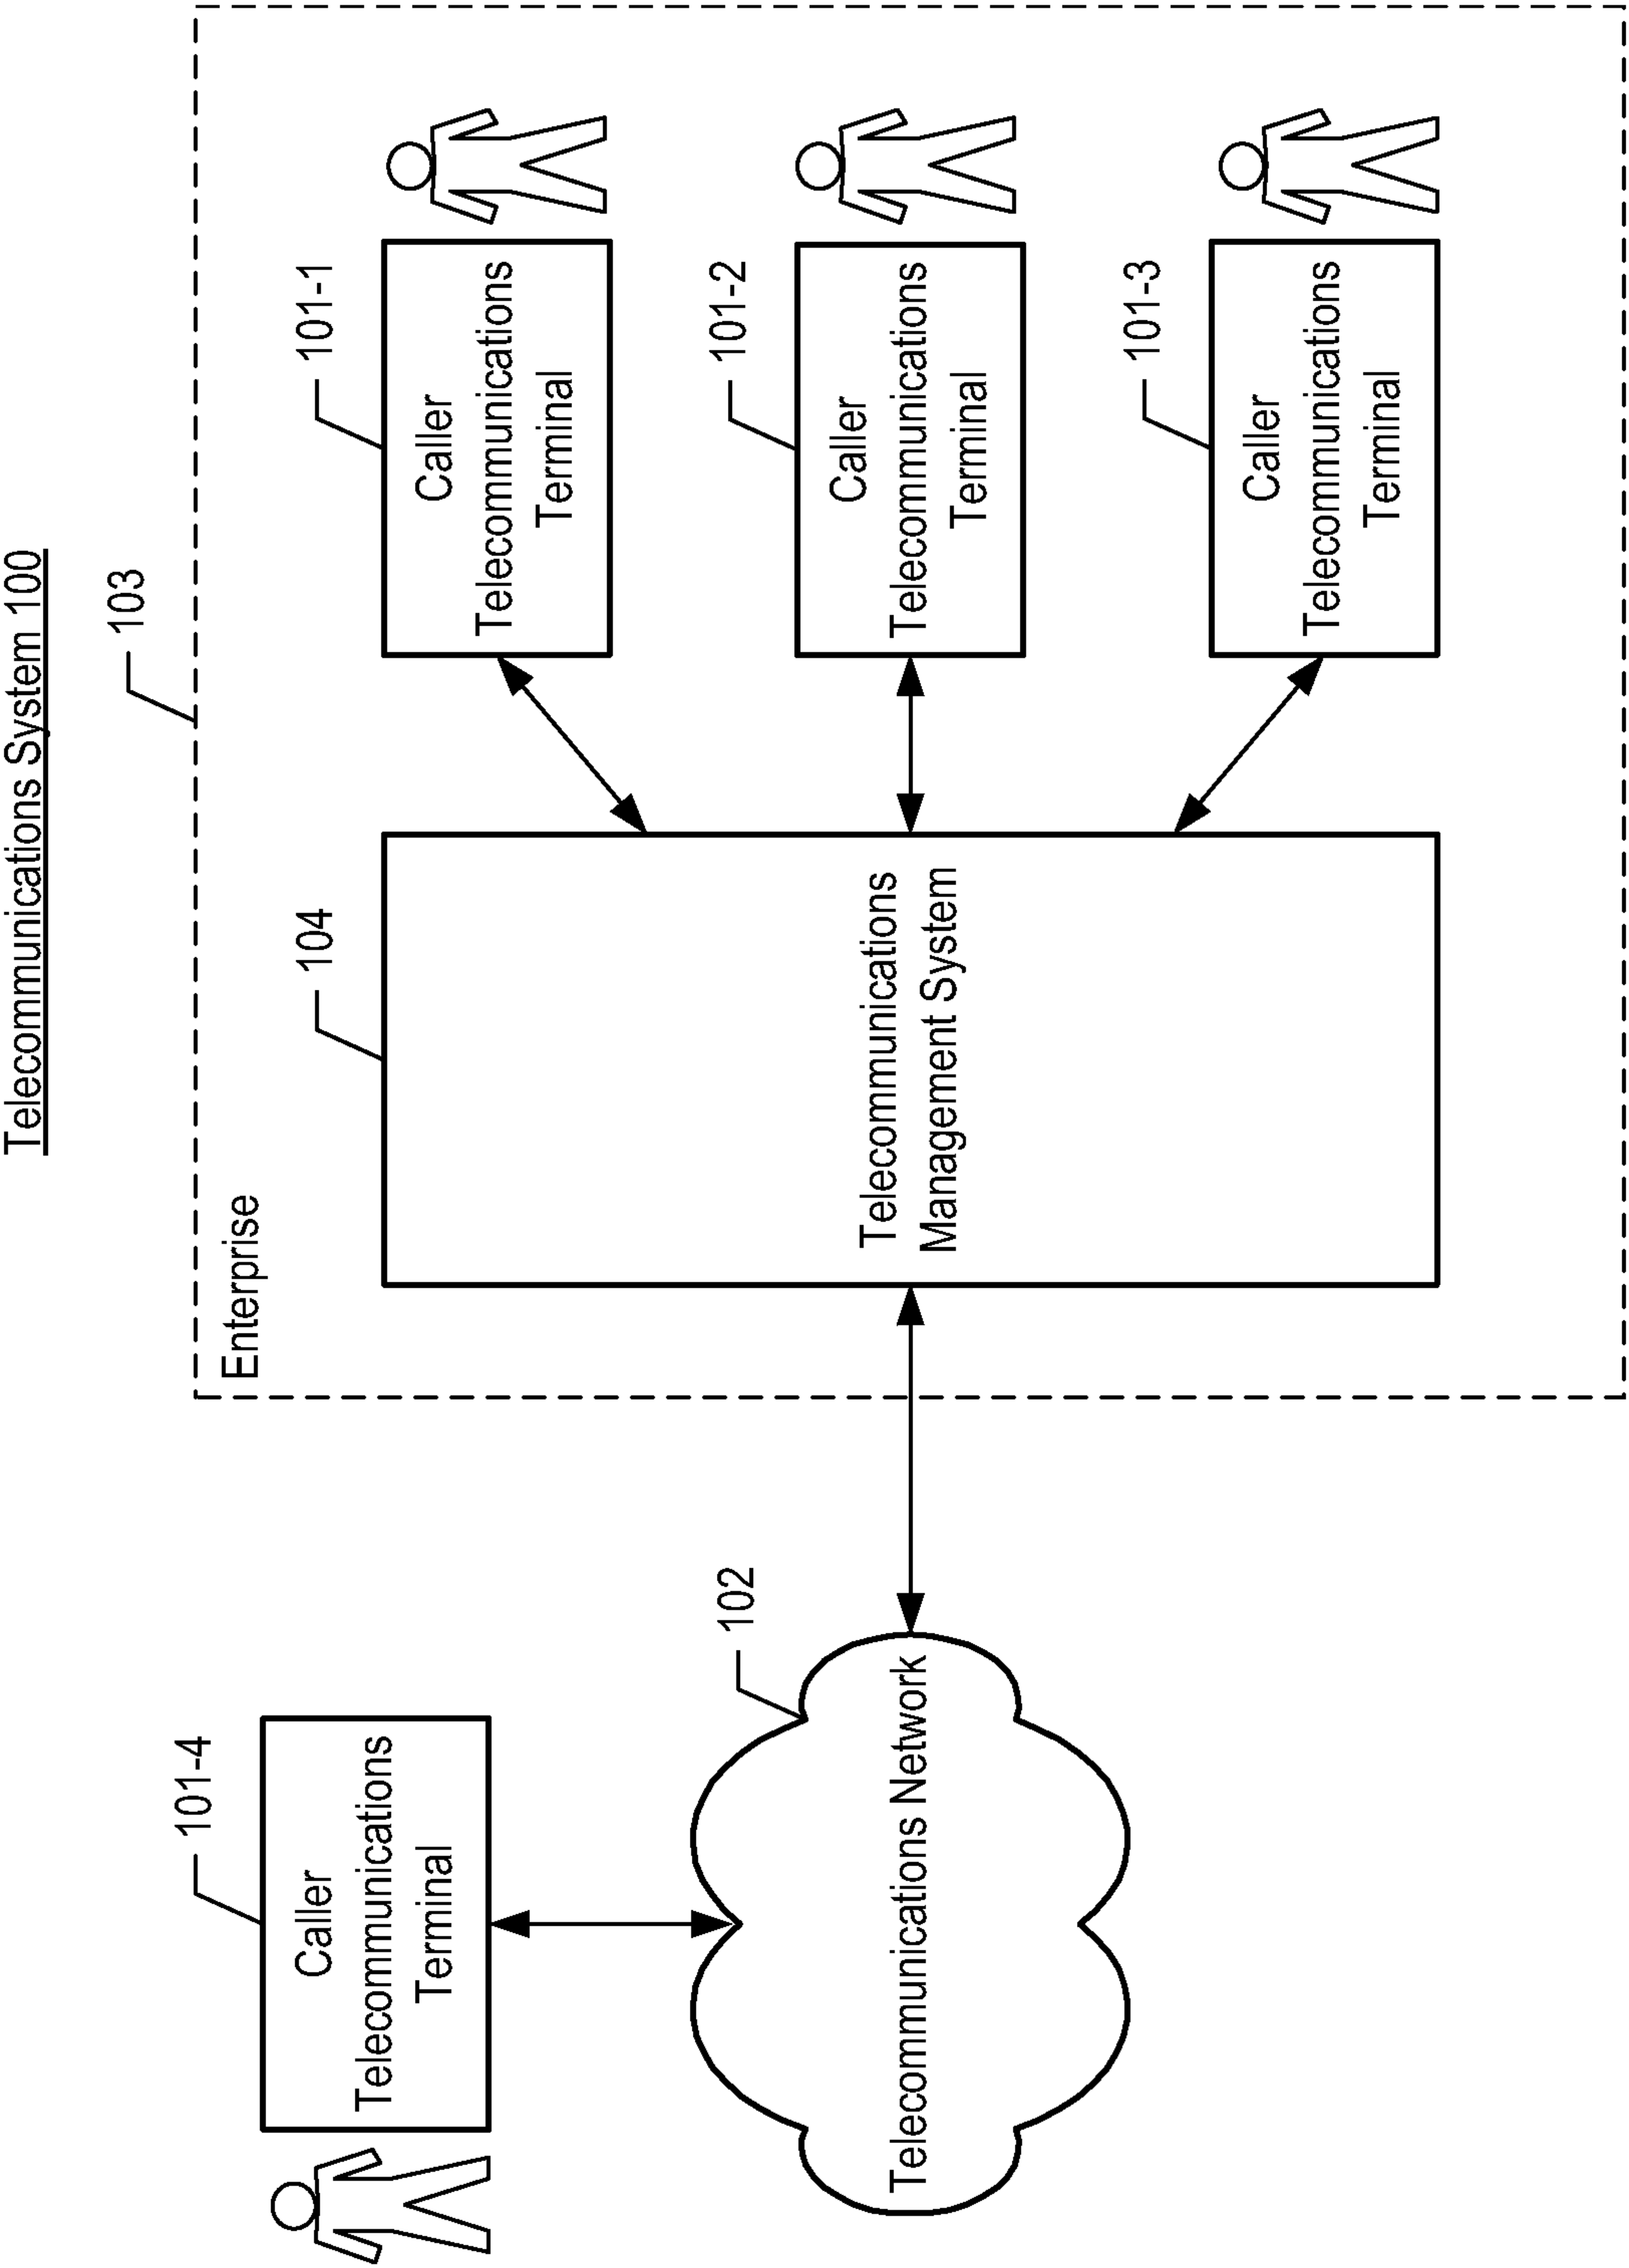 Telecommunications System 100
103
Enterprise
101-4
Caller
Telecommunications
Terminal
102
Telecommunications Network
104
Telecommunications
Management System
101-1
Caller
Telecommunications
Terminal
101-2
Caller
Telecommunications
Terminal
101-3
Caller
Telecommunications
Terminal